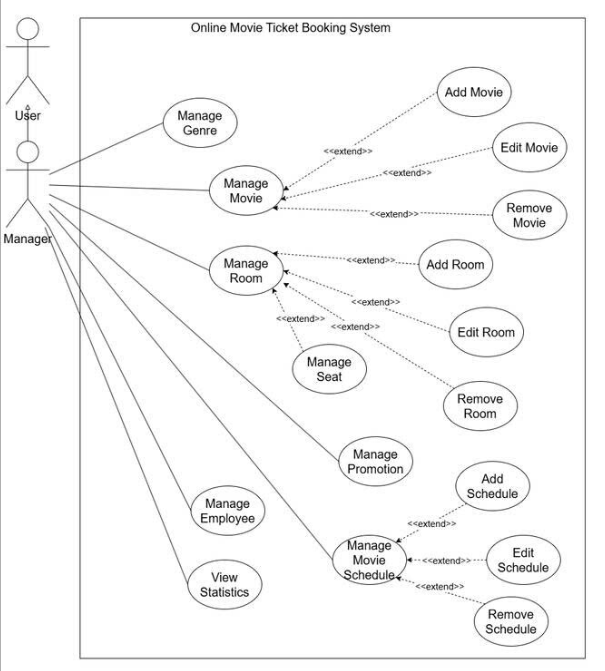 Online Movie Ticket Booking System
User
Manager
Manage
Genre
Manage
Movie
Add Movie
<<extend>>
Edit Movie
<<extend>>
Remove
Movie
<<extend>>
Manage
Room
Add Room
<<extend>>
Edit Room
<<extend>>
<<extend>>
<<extend>>
Manage
Seat
Remove
Room
Manage
Promotion
Manage
Employee
Manage
Movie
Schedule
Add
Schedule
<<extend>>
Edit
Schedule
<<extend>>
<<extend>>
Remove
Schedule
View
Statistics